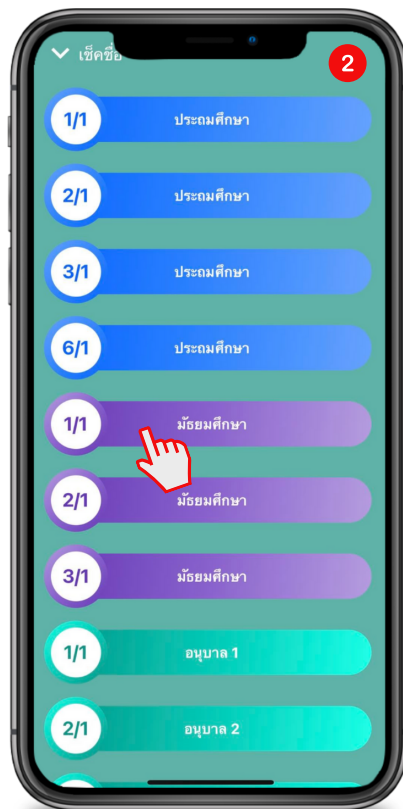 เช็คชื่อ
2
1/1 ประถมศึกษา
2/1 ประถมศึกษา
3/1 ประถมศึกษา
6/1 ประถมศึกษา
1/1 มัธยมศึกษา
2/1 มัธยมศึกษา
3/1 มัธยมศึกษา
1/1 อนุบาล 1
2/1 อนุบาล 2